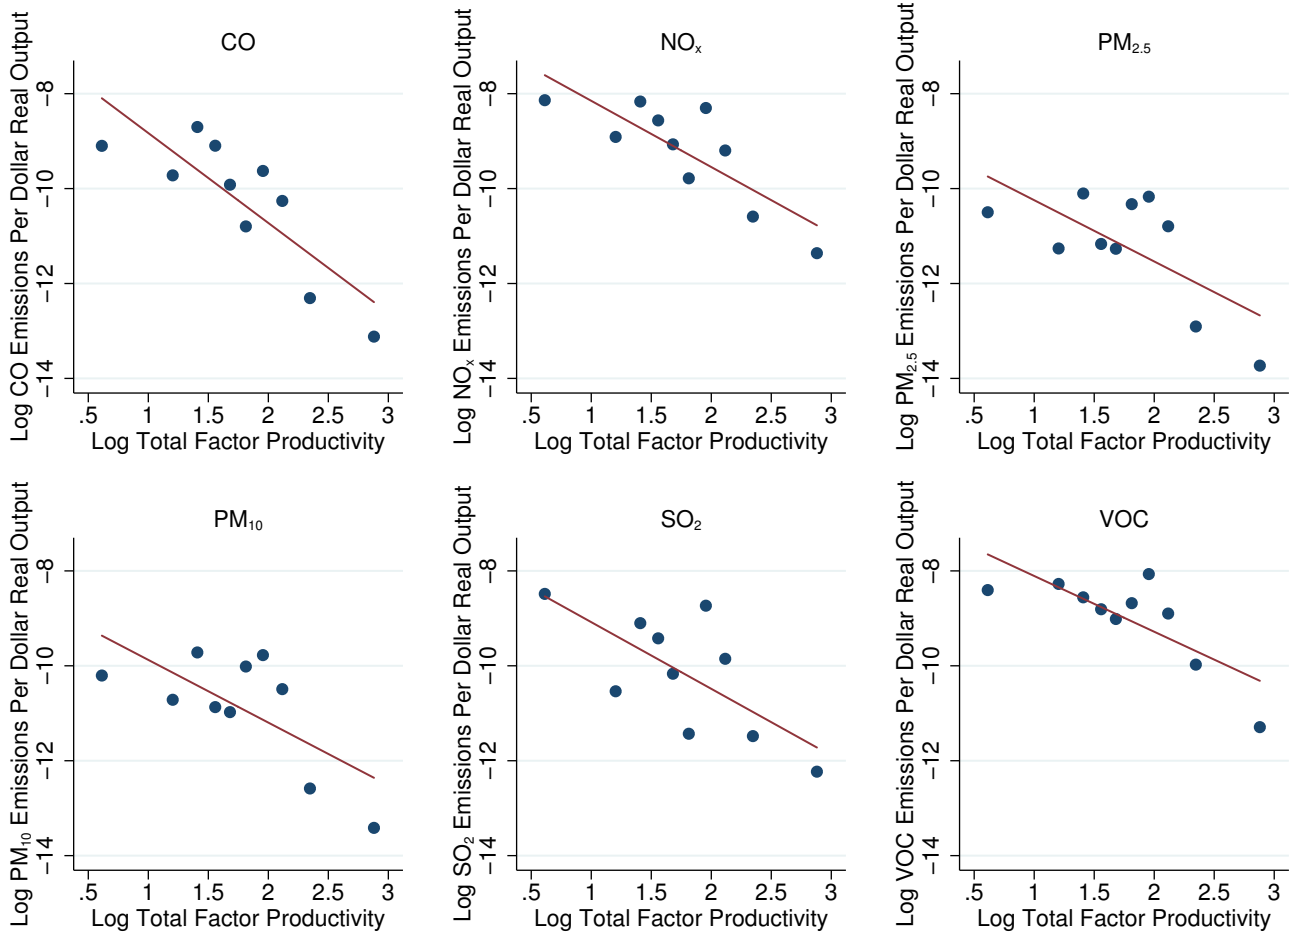 CO
Log CO Emissions Per Dollar Real Output
−8
−10
−12
−14
.5 1 1.5 2 2.5 3
Log Total Factor Productivity
NOx
Log NOx Emissions Per Dollar Real Output
−8
−10
−12
−14
.5 1 1.5 2 2.5 3
Log Total Factor Productivity
PM2.5
Log PM2.5 Emissions Per Dollar Real Output
−8
−10
−12
−14
.5 1 1.5 2 2.5 3
Log Total Factor Productivity
PM10
Log PM10 Emissions Per Dollar Real Output
−8
−10
−12
−14
.5 1 1.5 2 2.5 3
Log Total Factor Productivity
SO2
Log SO2 Emissions Per Dollar Real Output
−8
−10
−12
−14
.5 1 1.5 2 2.5 3
Log Total Factor Productivity
VOC
Log VOC Emissions Per Dollar Real Output
−8
−10
−12
−14
.5 1 1.5 2 2.5 3
Log Total Factor Productivity